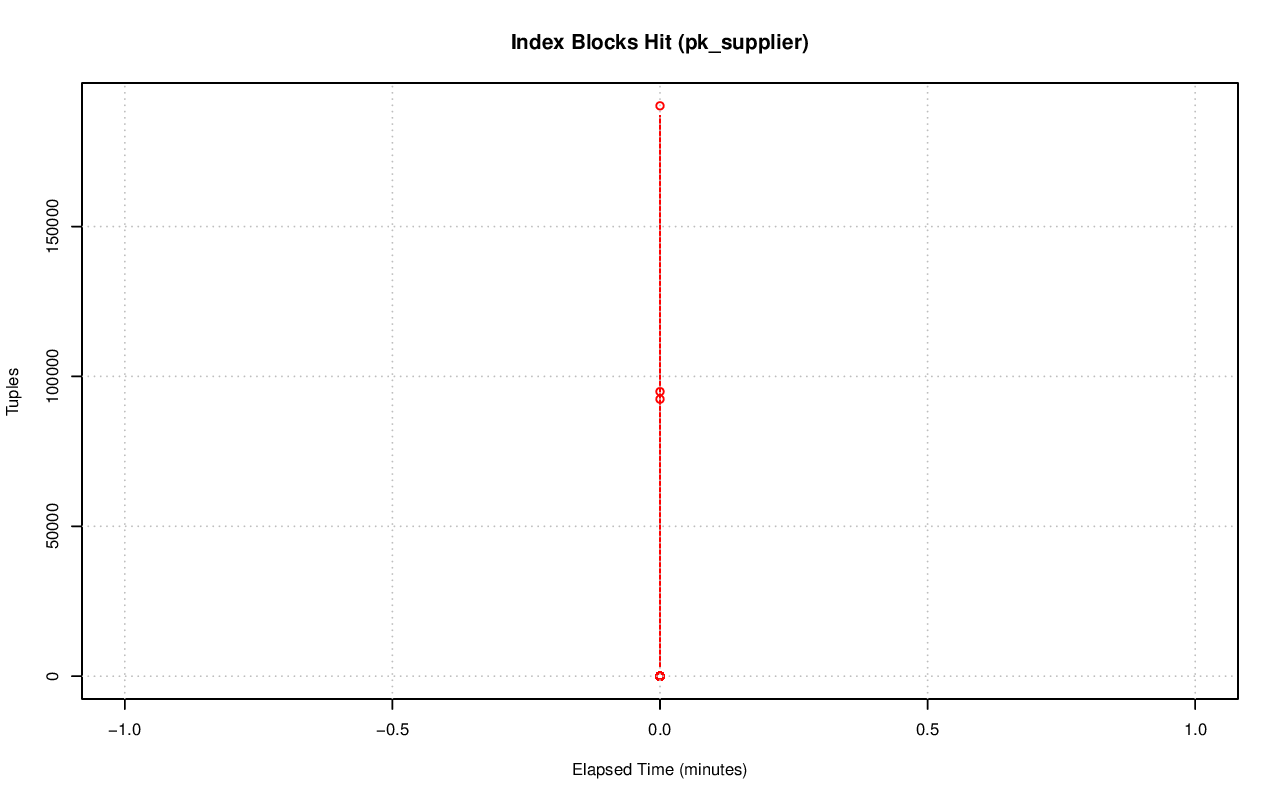 Index Blocks Hit (pk_supplier)
Tuples
150000
100000
50000
0
−1.0 −0.5 0.0 0.5 1.0
Elapsed Time (minutes)